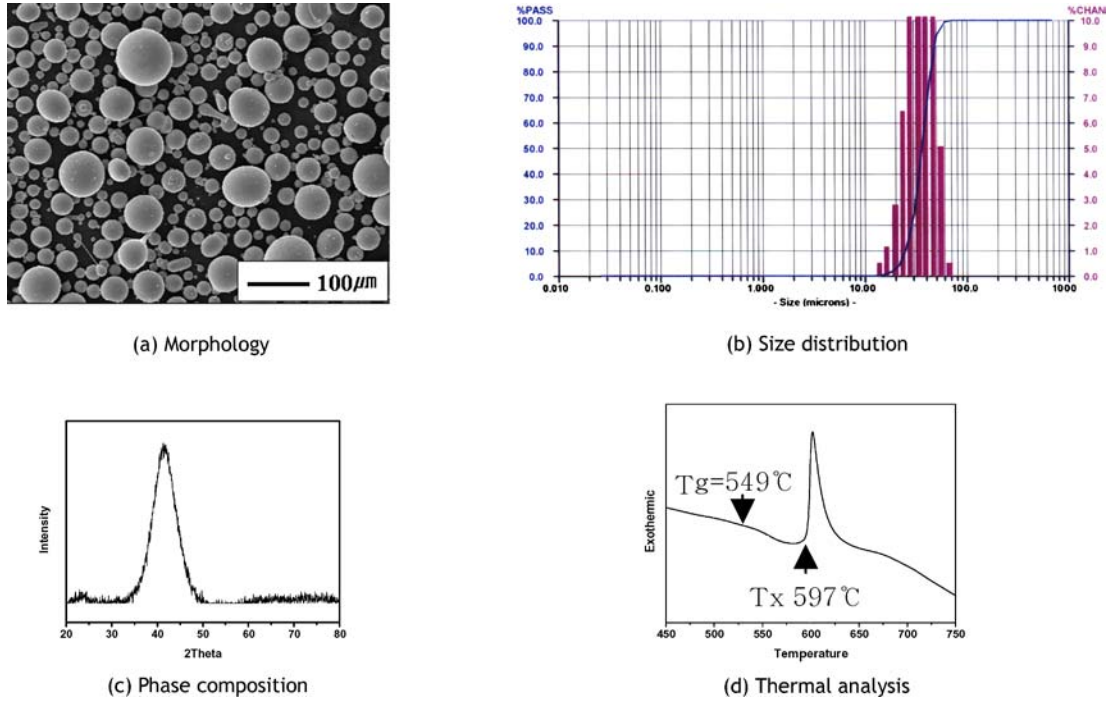 100μm
(a) Morphology
%PASS
%CHAN
100.0
90.0
80.0
70.0
60.0
50.0
40.0
30.0
20.0
10.0
0.0
10.0
9.0
8.0
7.0
6.0
5.0
4.0
3.0
2.0
1.0
0.0
0.010
0.100
1.000
10.00
100.0
1000
- Size (microns) -
(b) Size distribution
Intensity
20 30 40 50 60 70 80
2Theta
(c) Phase composition
Exothermic
Tg=549℃
Tx 597℃
450 500 550 600 650 700 750
Temperature
(d) Thermal analysis